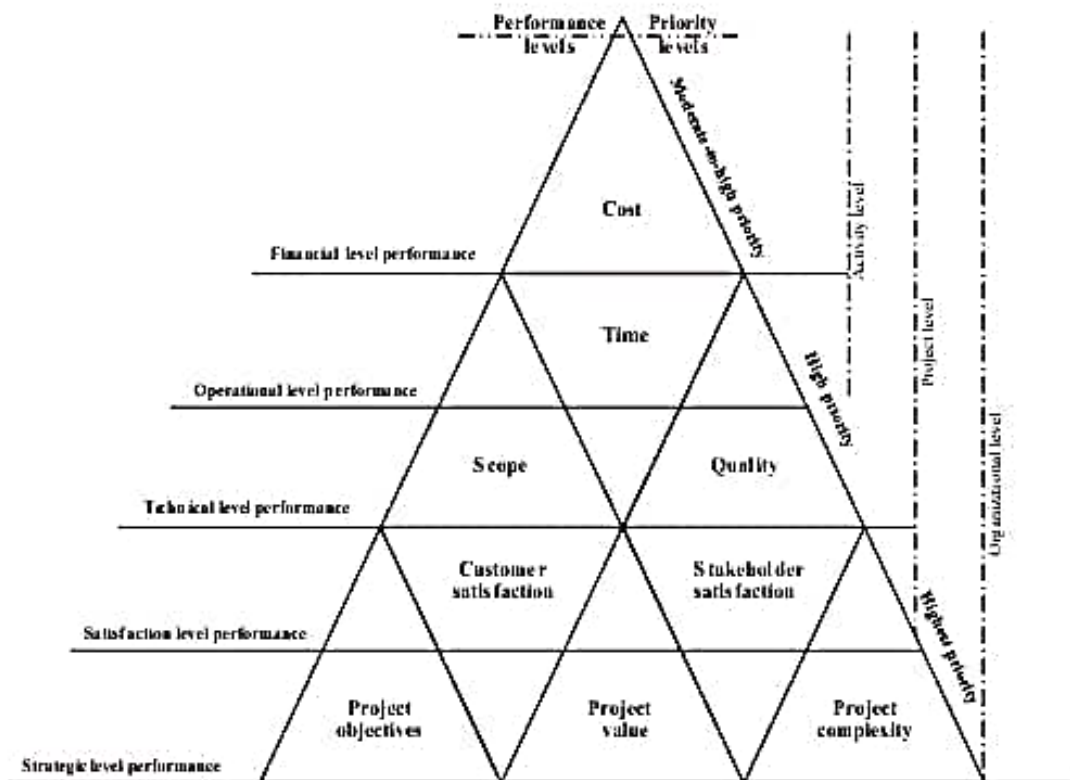 Performance levels
Priority levels
Moderate-to-high priority
Cost
Activity level
Financial level performance
Project level
Time
High priority
Operational level performance
Organizational level
Scope
Quality
Technical level performance
Customer
satisfaction
Stakeholder
satisfaction
Highest priority
Satisfaction level performance
Project
objectives
Project
value
Project
complexity
Strategic level performance